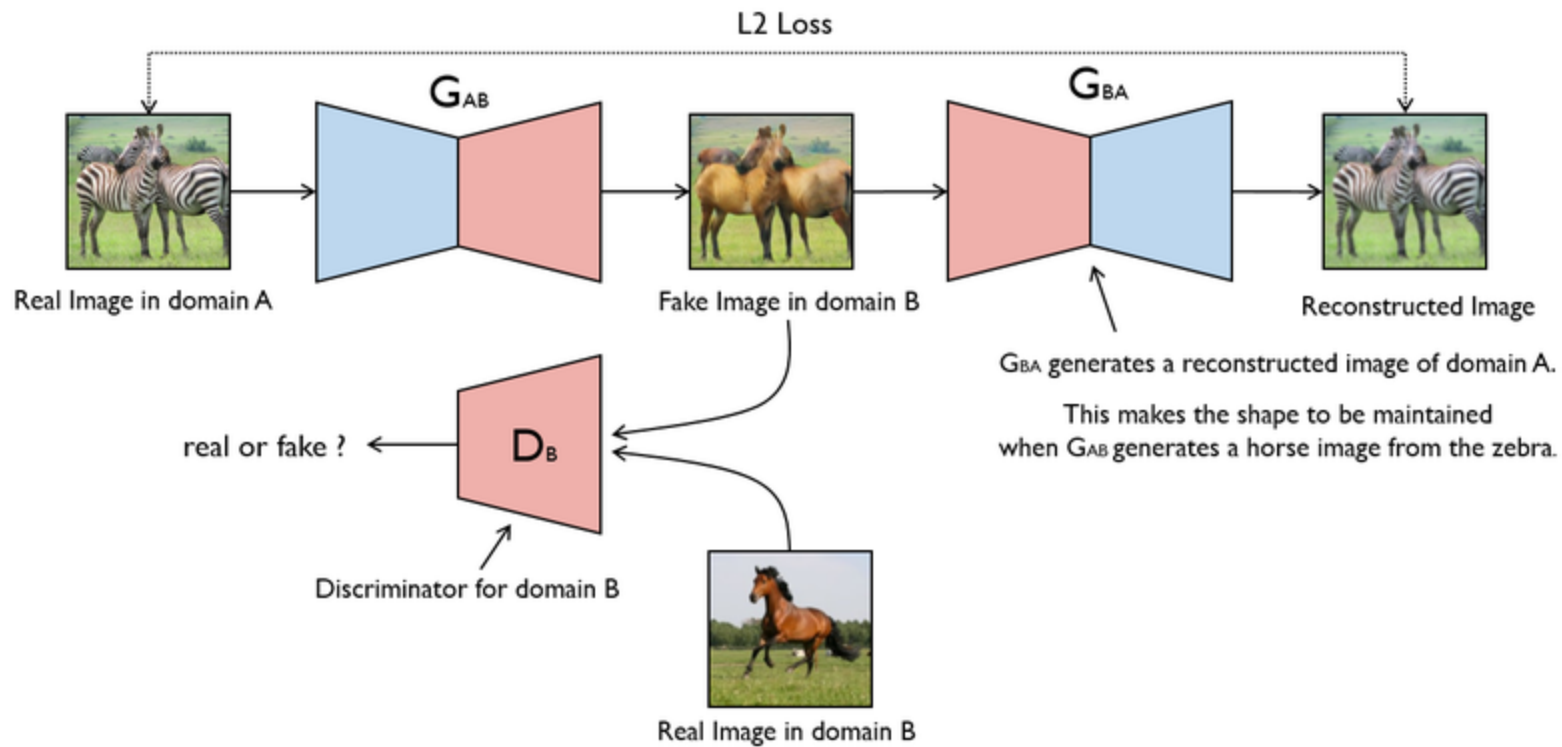 L2 Loss
GAB
GBA
Real Image in domain A
Fake Image in domain B
Reconstructed Image
GBA generates a reconstructed image of domain A.
This makes the shape to be maintained
when GAB generates a horse image from the zebra.
real or fake ?
DB
Discriminator for domain B
Real Image in domain B